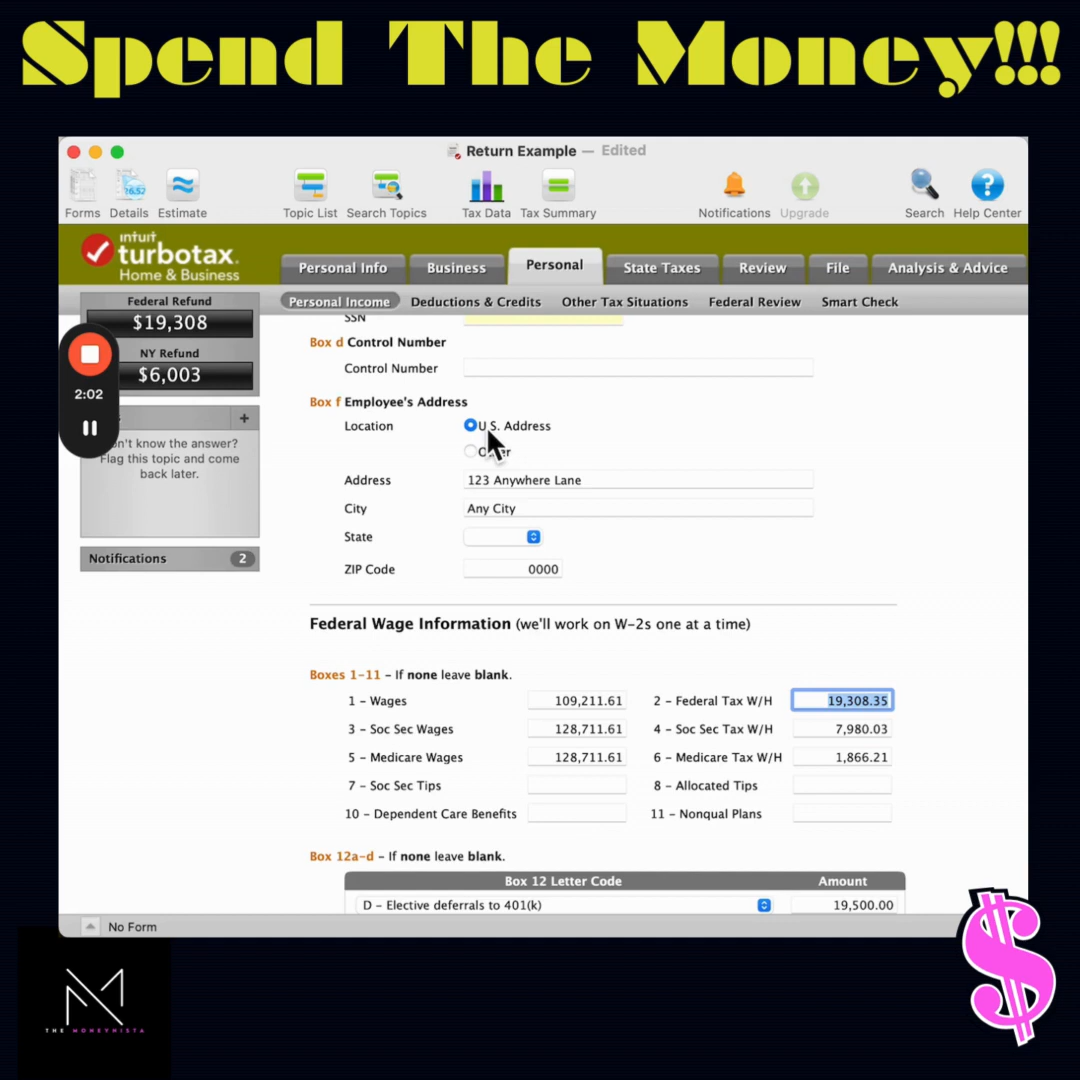 Spend The Money!!!
Return Example — Edited
Forms Details Estimate Topic List Search Topics Tax Data Tax Summary Notifications Upgrade Search Help Center
intuit
turbotax.
Home & Business
Personal Info Business Personal State Taxes Review File Analysis & Advice
Personal Income Deductions & Credits Other Tax Situations Federal Review Smart Check
Federal Refund
$19,308
NY Refund
$6,003
2:02
+
n't know the answer?
Flag this topic and come
back later.
Notifications 2
SSN
Box d Control Number
Control Number
Box f Employee's Address
Location U.S. Address
Address 123 Anywhere Lane
City Any City
State
ZIP Code 0000
Federal Wage Information (we'll work on W-2s one at a time)
Boxes 1-11 – If none leave blank.
1 – Wages 109,211.61 2 – Federal Tax W/H 19,308.35
3 – Soc Sec Wages 128,711.61 4 – Soc Sec Tax W/H 7,980.03
5 – Medicare Wages 128,711.61 6 – Medicare Tax W/H 1,866.21
7 – Soc Sec Tips 8 – Allocated Tips
10 – Dependent Care Benefits 11 – Nonqual Plans
Box 12a-d – If none leave blank.
Box 12 Letter Code Amount
D – Elective deferrals to 401(k) 19,500.00
No Form
THE MONEYNISTA
$